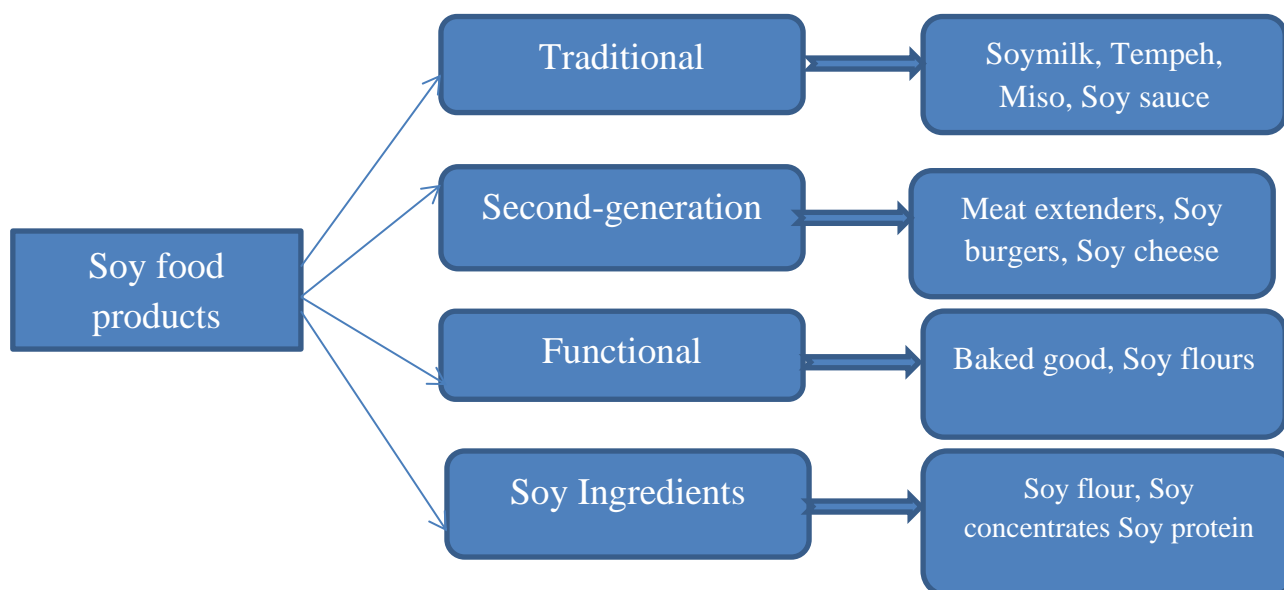 Traditional
Soymilk, Tempeh,
Miso, Soy sauce
Second-generation
Meat extenders, Soy
burgers, Soy cheese
Soy food
products
Functional
Baked good, Soy flours
Soy Ingredients
Soy flour, Soy
concentrates Soy protein